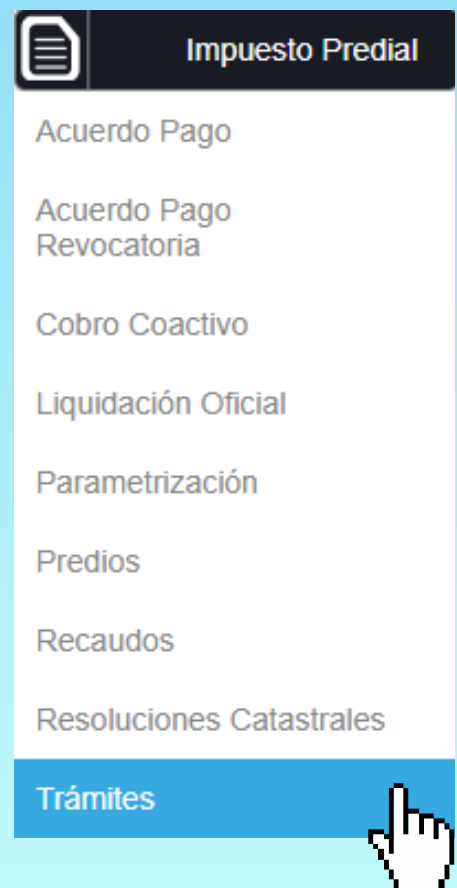 Impuesto Predial
Acuerdo Pago
Acuerdo Pago
Revocatoria
Cobro Coactivo
Liquidación Oficial
Parametrización
Predios
Recaudos
Resoluciones Catastrales
Trámites